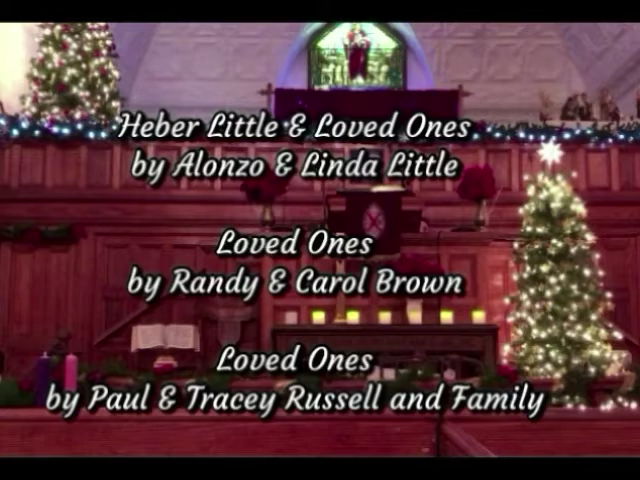 Heber Little & Loved Ones
by Alonzo & Linda Little
Loved Ones
by Randy & Carol Brown
Loved Ones
by Paul & Tracey Russell and Family